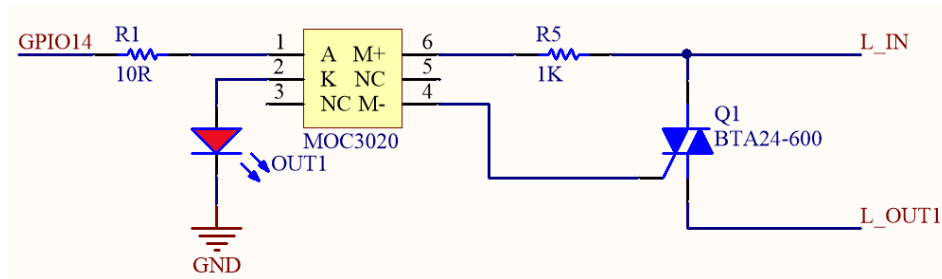 GPIO14
R1
10R
1
2
3
A M+
K NC
NC M-
6
5
4
MOC3020
R5
1K
L_IN
Q1
BTA24-600
OUT1
L_OUT1
GND